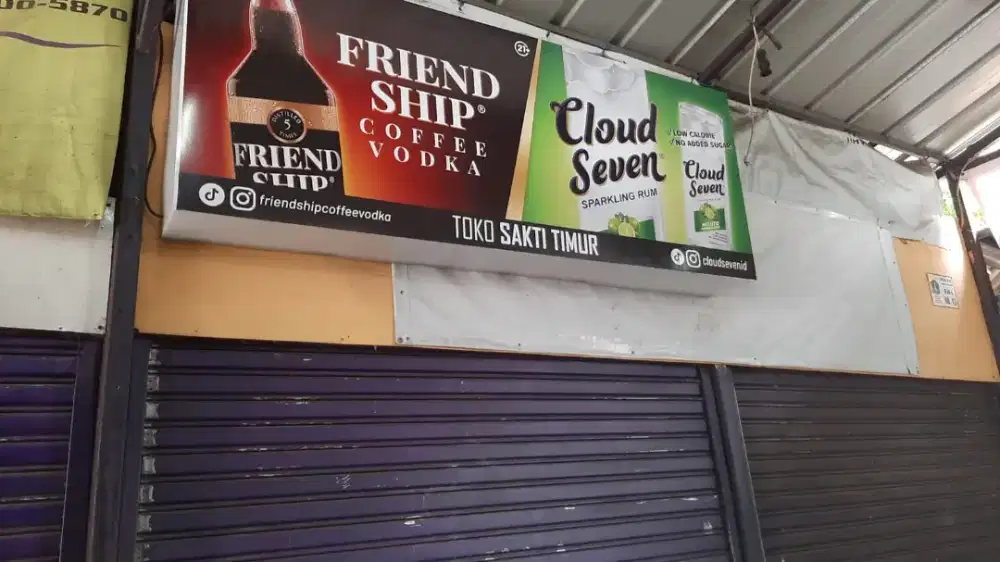 00-5870
FRIEND
SHIP®
COFFEE
VODKA
DISTILLED
5
TIMES
FRIEND
SHIP®
friendshipcoffeevodka
21+
Cloud
Seven
SPARKLING RUM
LOW CALORIE
NO ADDED SUGAR
Cloud
Seven
MOJITO
TOKO SAKTI TIMUR
cloudsevenid